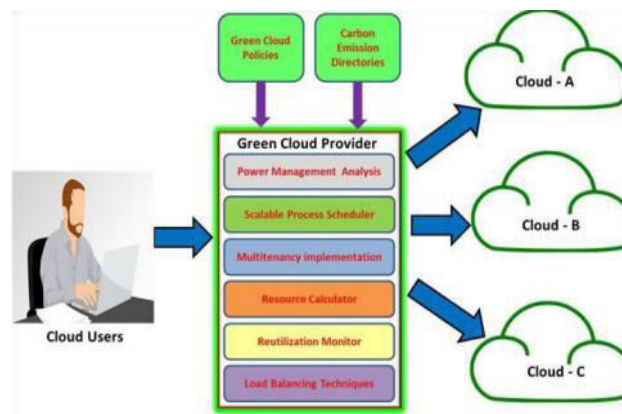 Green Cloud
Policies
Carbon
Emission
Directories
Cloud - A
Green Cloud Provider
Power Management Analysis
Scalable Process Scheduler
Cloud - B
Multitenancy implementation
Resource Calculator
Cloud Users
Reutilization Monitor
Cloud - C
Load Balancing Techniques